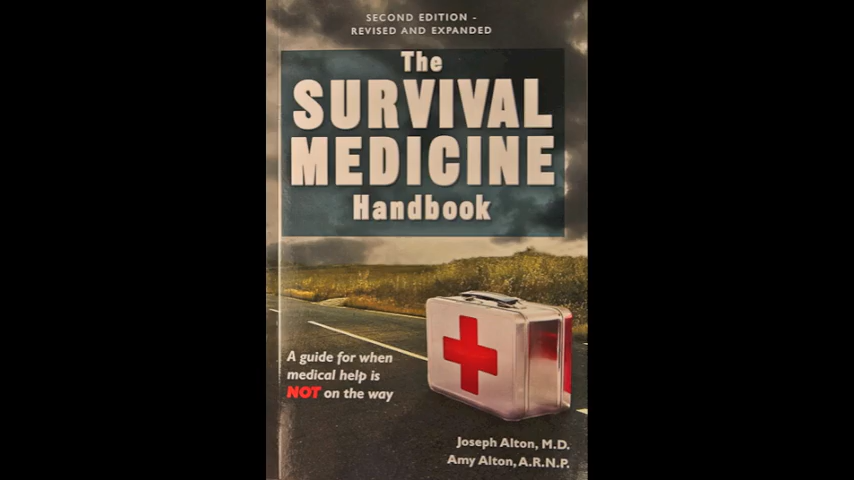 SECOND EDITION -
REVISED AND EXPANDED
The
SURVIVAL
MEDICINE
Handbook
A guide for when
medical help is
NOT on the way
Joseph Alton, M.D.
Amy Alton, A.R.N.P.